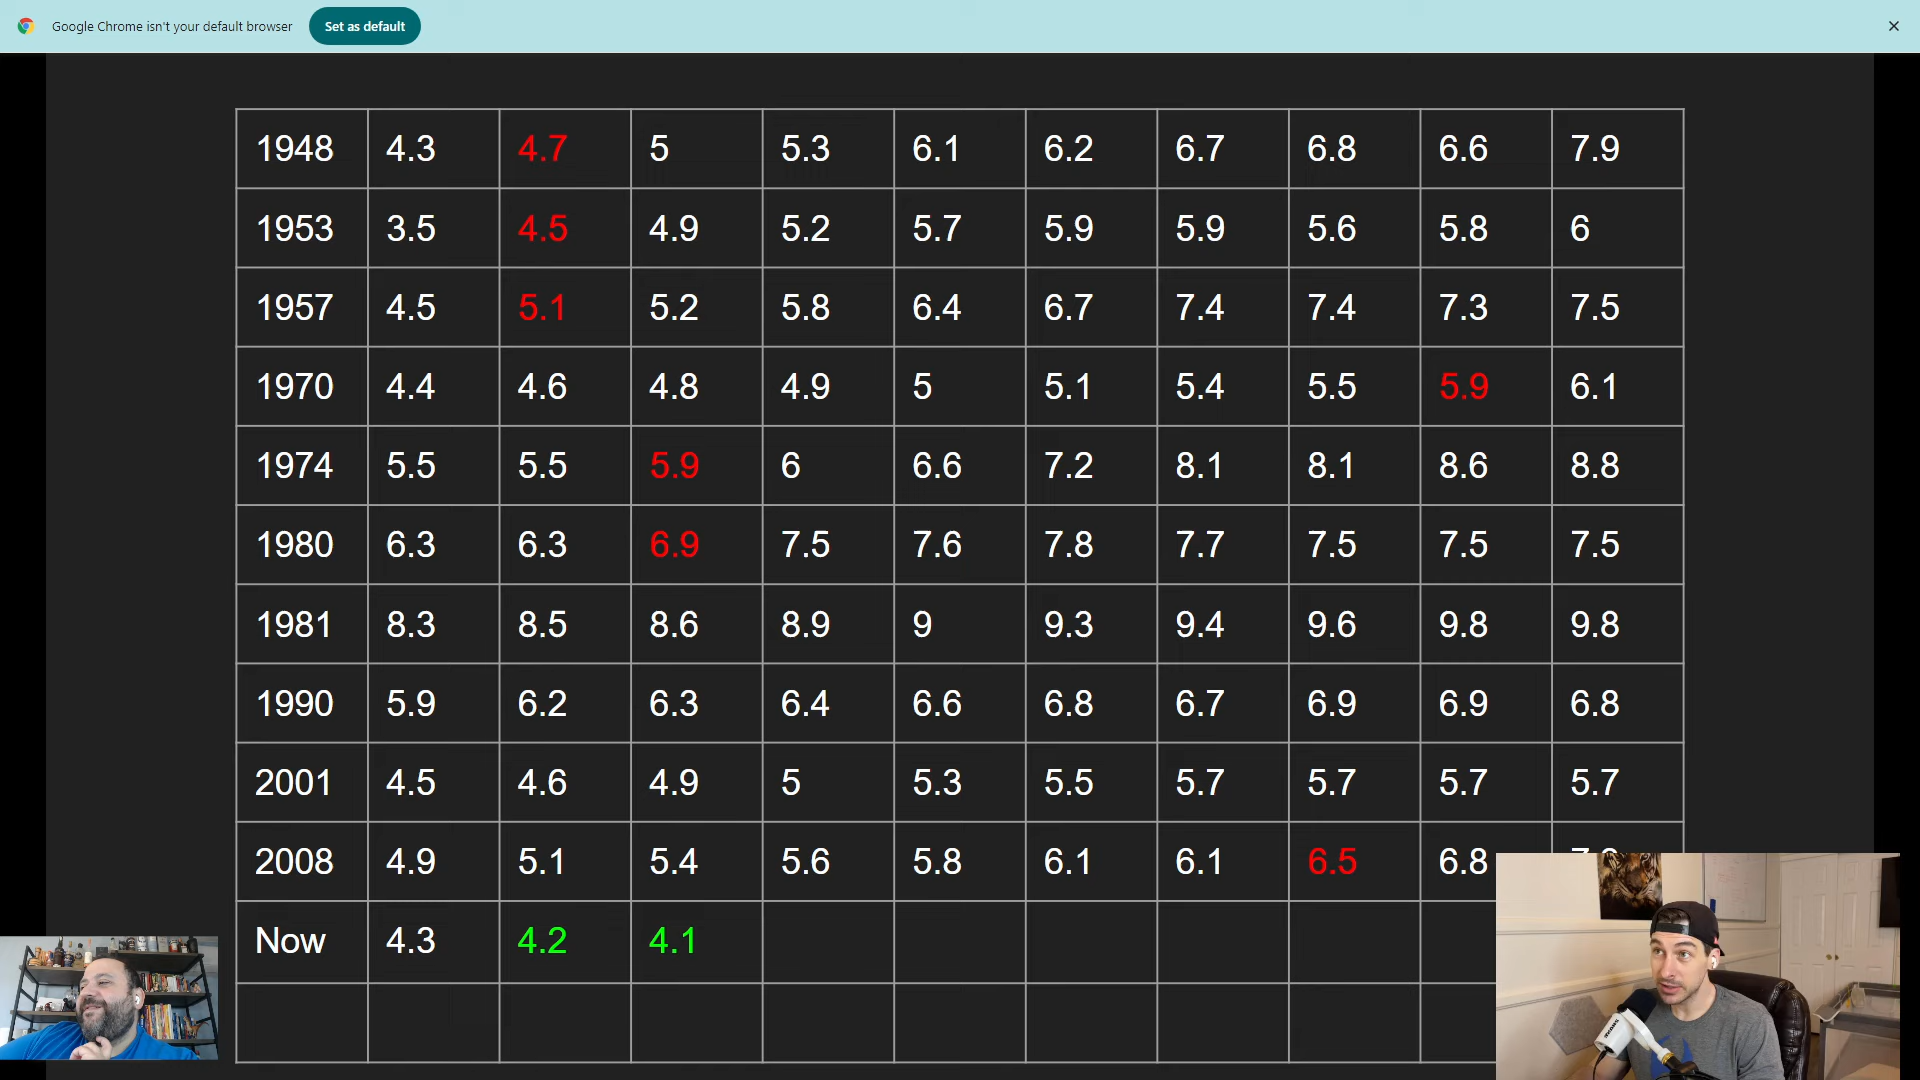 Google Chrome isn't your default browser Set as default
1948 4.3 4.7 5 5.3 6.1 6.2 6.7 6.8 6.6 7.9
1953 3.5 4.5 4.9 5.2 5.7 5.9 5.9 5.6 5.8 6
1957 4.5 5.1 5.2 5.8 6.4 6.7 7.4 7.4 7.3 7.5
1970 4.4 4.6 4.8 4.9 5 5.1 5.4 5.5 5.9 6.1
1974 5.5 5.5 5.9 6 6.6 7.2 8.1 8.1 8.6 8.8
1980 6.3 6.3 6.9 7.5 7.6 7.8 7.7 7.5 7.5 7.5
1981 8.3 8.5 8.6 8.9 9 9.3 9.4 9.6 9.8 9.8
1990 5.9 6.2 6.3 6.4 6.6 6.8 6.7 6.9 6.9 6.8
2001 4.5 4.6 4.9 5 5.3 5.5 5.7 5.7 5.7 5.7
2008 4.9 5.1 5.4 5.6 5.8 6.1 6.1 6.5 6.8
Now 4.3 4.2 4.1